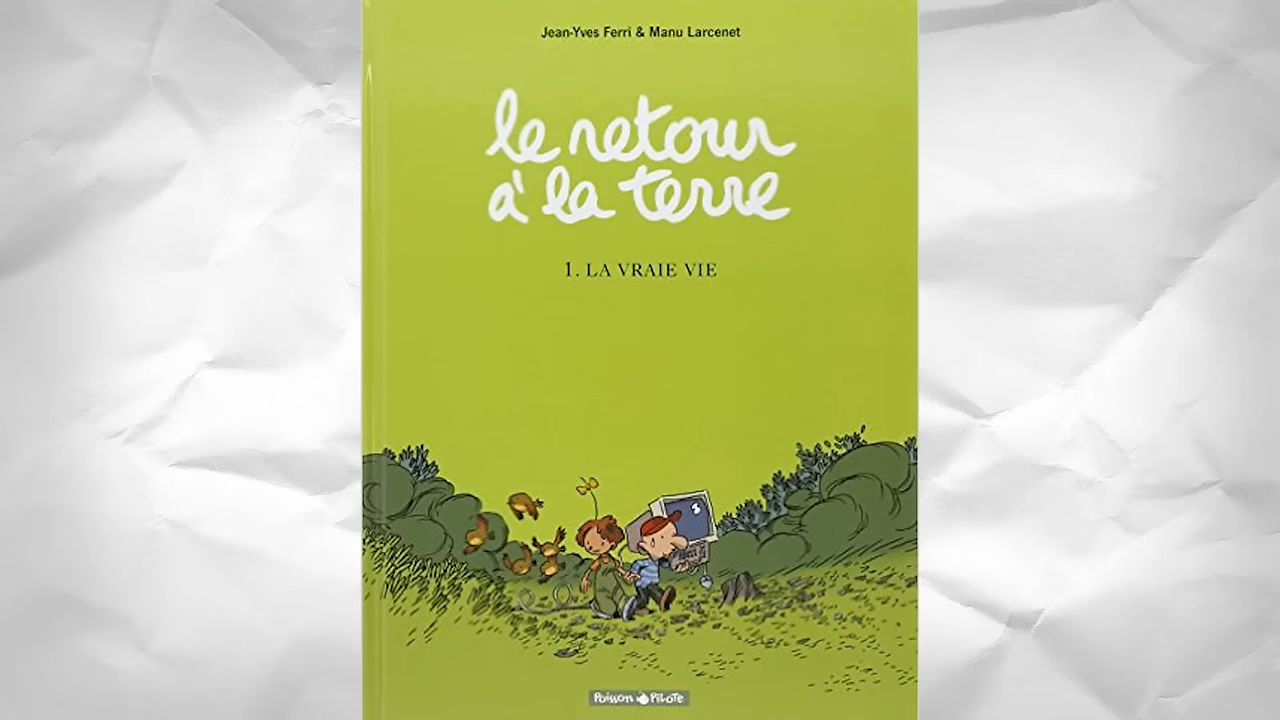 Jean-Yves Ferri & Manu Larcenet
le retour
à la terre
1. LA VRAIE VIE
Poisson Pilote